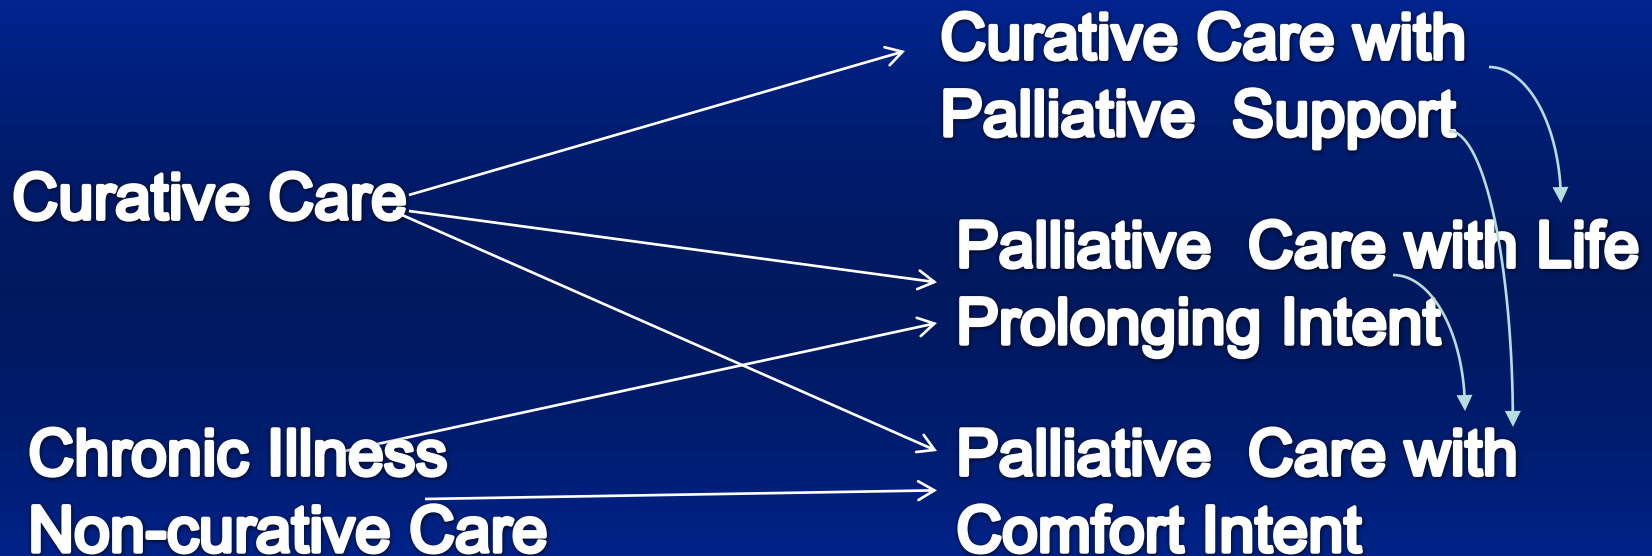 Curative Care with
Palliative  Support
Curative Care
Palliative  Care with Life
Prolonging Intent
Chronic Illness
Non-curative Care
Palliative  Care with
Comfort Intent